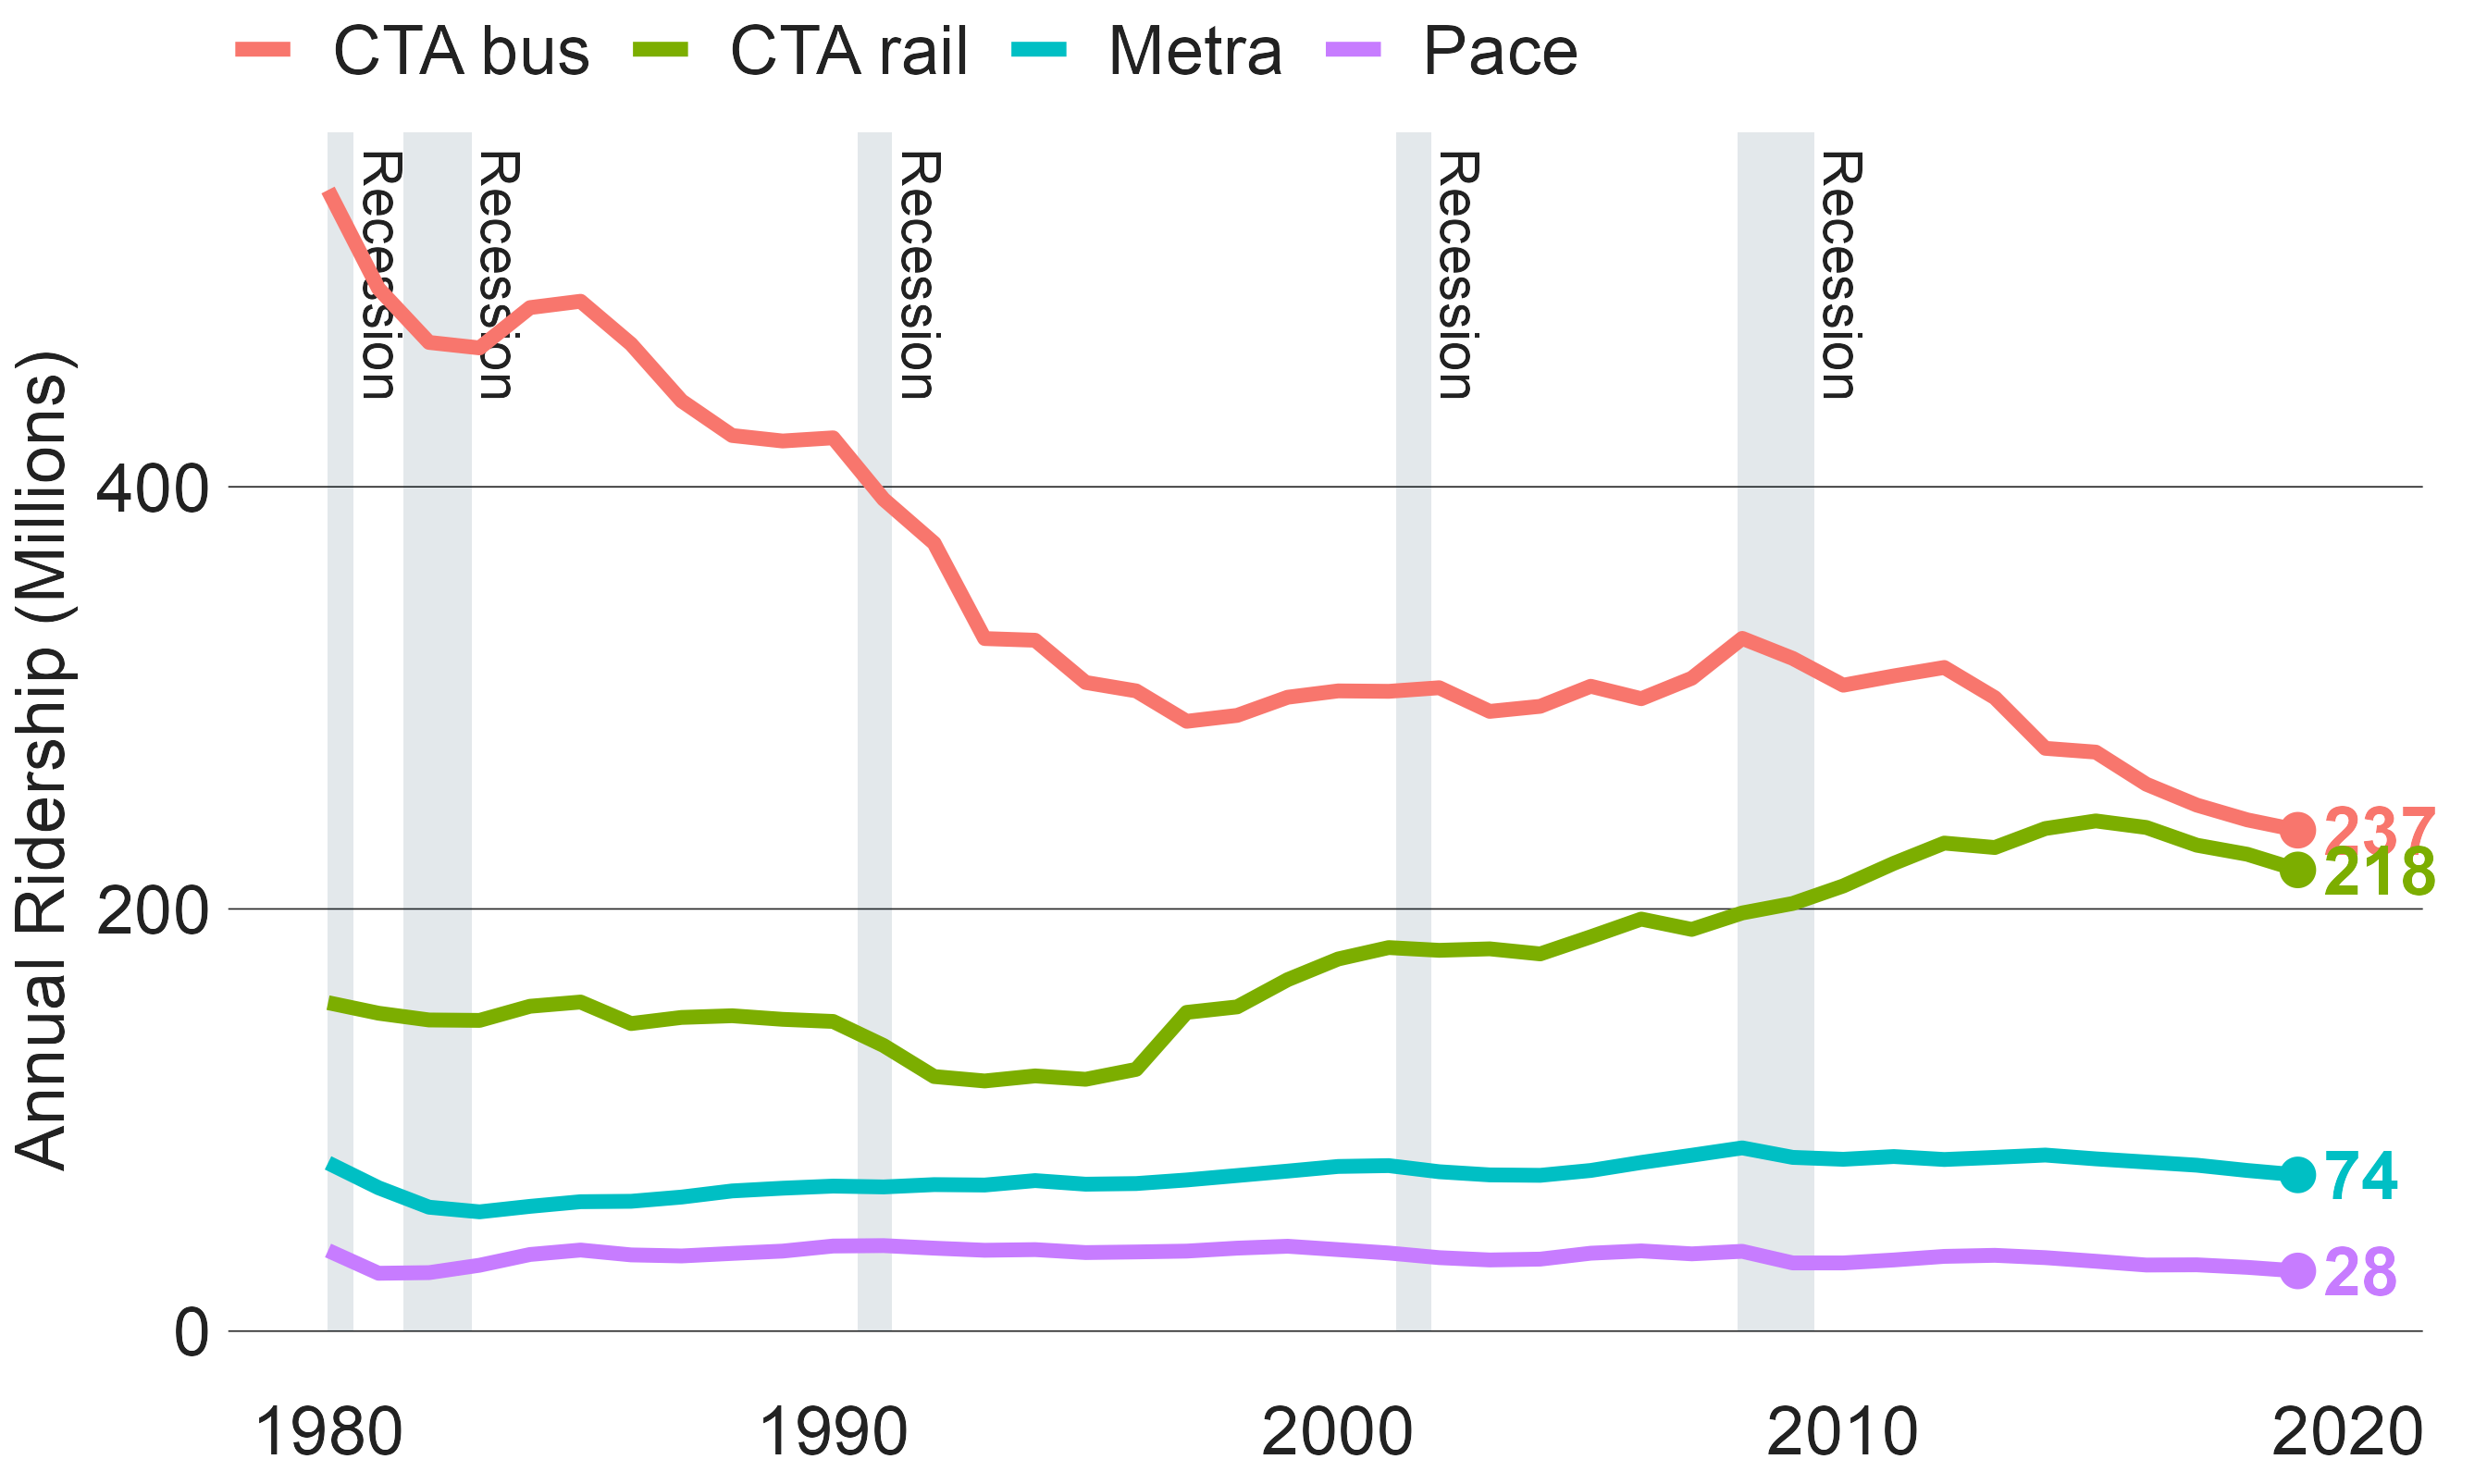 CTA bus CTA rail Metra Pace
Recession Recession Recession Recession Recession
Annual Ridership (Millions)
400
200
0
237
218
74
28
1980 1990 2000 2010 2020